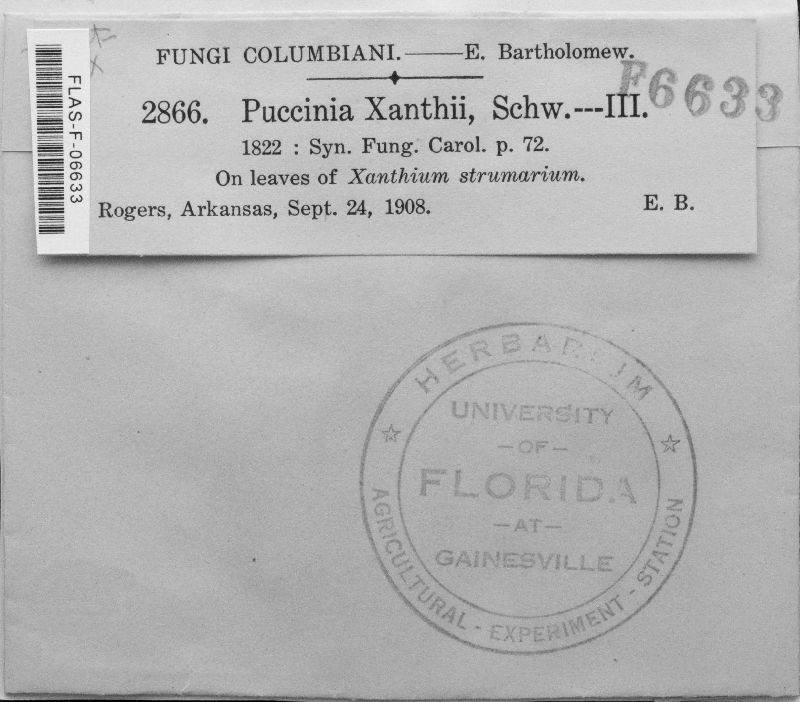 FUNGI COLUMBIANI.——E. Bartholomew.
F6633
2866. Puccinia Xanthii, Schw.---III.
1822 : Syn. Fung. Carol. p. 72.
On leaves of Xanthium strumarium.
Rogers, Arkansas, Sept. 24, 1908. E. B.
FLAS-F-06633
HERBARIUM
UNIVERSITY
—OF—
FLORIDA
—AT—
GAINESVILLE
AGRICULTURAL - EXPERIMENT - STATION